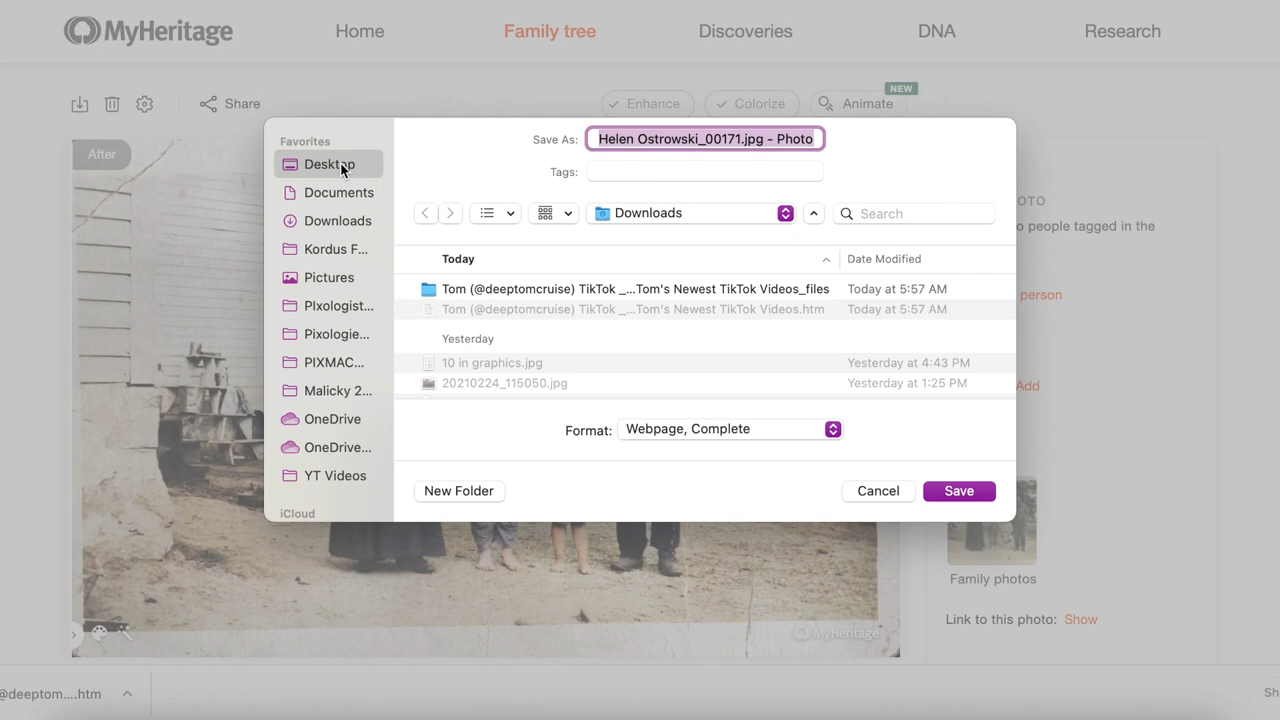 MyHeritage
Home
Family tree
Discoveries
DNA
Research
Share
Enhance
Colorize
Animate
NEW
After
Favorites
Desktop
Documents
Downloads
Kordus F...
Pictures
PIxologist...
Pixologie...
PIXMAC...
Malicky 2...
OneDrive
OneDrive...
YT Videos
iCloud
Save As: Helen Ostrowski_00171.jpg - Photo
Tags:
Downloads
Search
Today
Date Modified
Tom (@deeptomcruise) TikTok _...Tom's Newest TikTok Videos_files Today at 5:57 AM
Tom (@deeptomcruise) TikTok _...Tom's Newest TikTok Videos.htm Today at 5:57 AM
Yesterday
10 in graphics.jpg Yesterday at 4:43 PM
20210224_115050.jpg Yesterday at 1:25 PM
Format: Webpage, Complete
New Folder
Cancel
Save
OTO
o people tagged in the
person
Add
Family photos
Link to this photo: Show
MyHeritage
@deeptom....htm
Sh